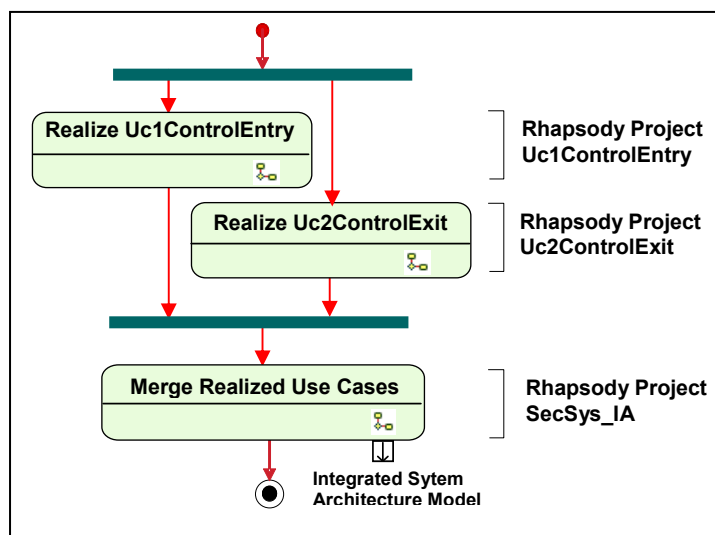 Realize Uc1ControlEntry
Rhapsody Project
Uc1ControlEntry
Realize Uc2ControlExit
Rhapsody Project
Uc2ControlExit
Merge Realized Use Cases
Rhapsody Project
SecSys_IA
Integrated Sytem
Architecture Model